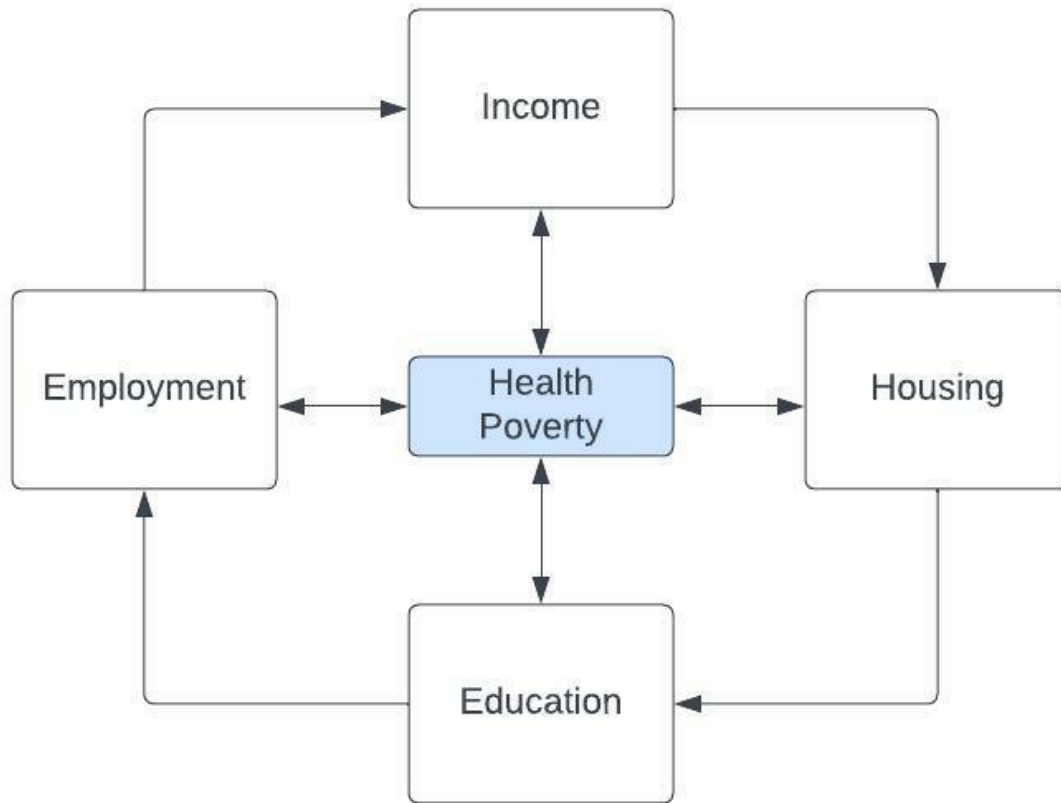 Income
Employment
Health
Poverty
Housing
Education